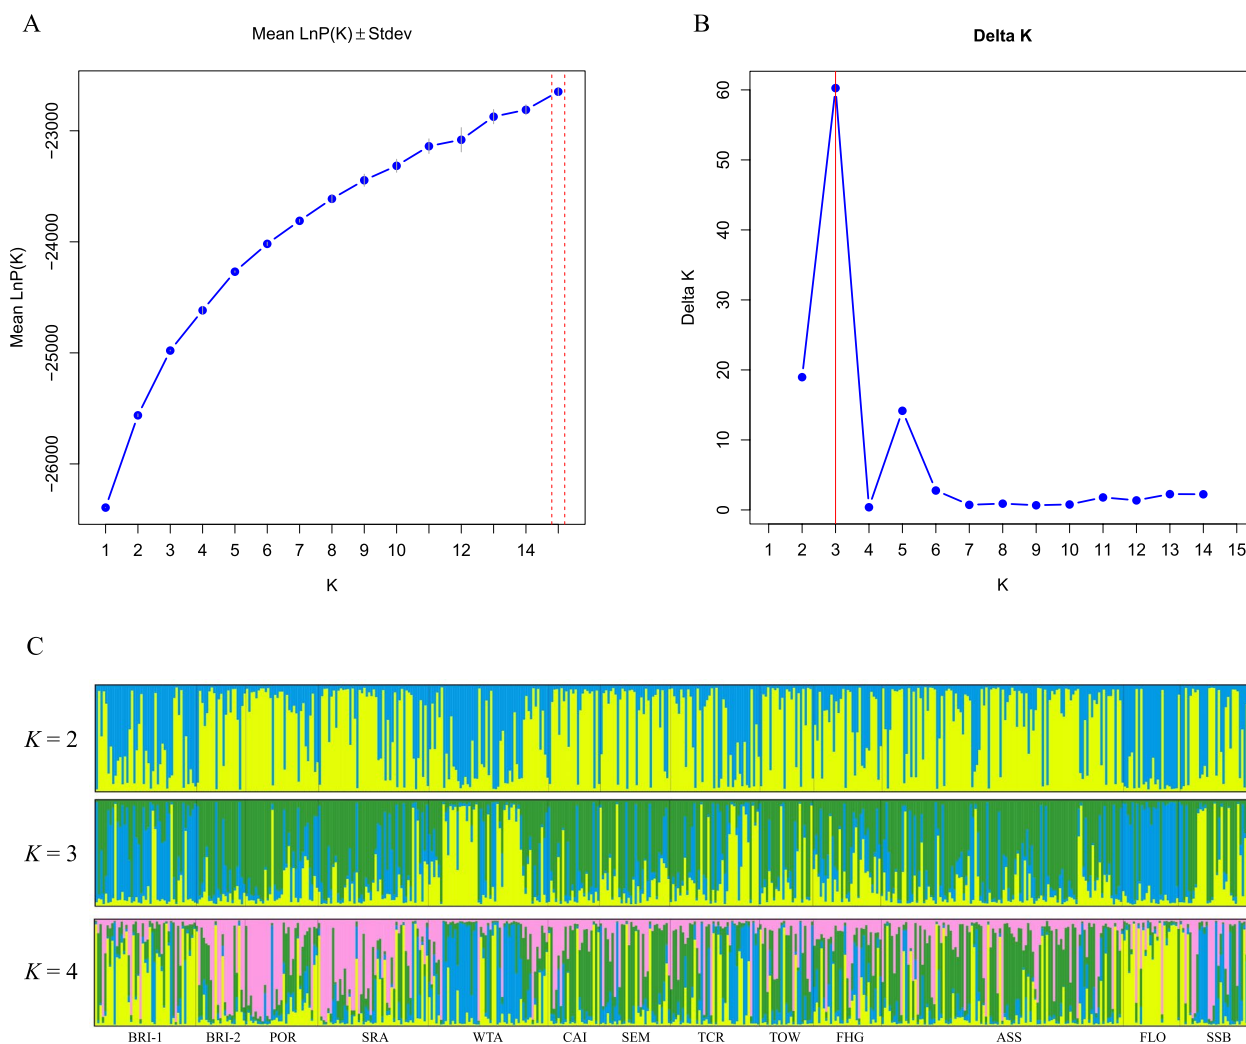 A
Mean LnP(K) ± Stdev
Mean LnP(K)
-23000
-24000
-25000
-26000
1 2 3 4 5 6 7 8 9 10 12 14
K
B
Delta K
Delta K
60
50
40
30
20
10
0
1 2 3 4 5 6 7 8 9 10 11 12 13 14 15
K
C
K = 2
K = 3
K = 4
BRI-1 BRI-2 POR SRA WTA CAI SEM TCR TOW FHG ASS FLO SSB